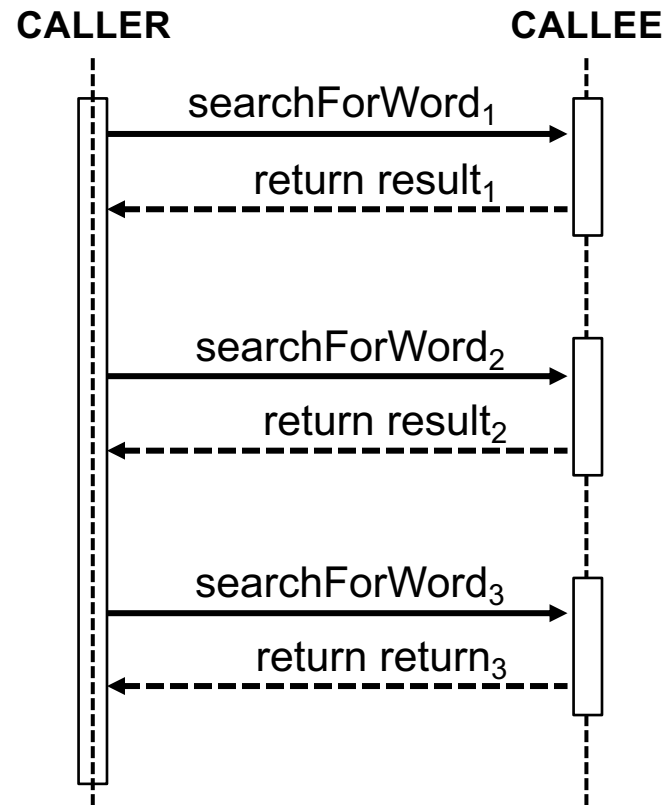 CALLER CALLEE
searchForWord₁
return result₁
searchForWord₂
return result₂
searchForWord₃
return return₃